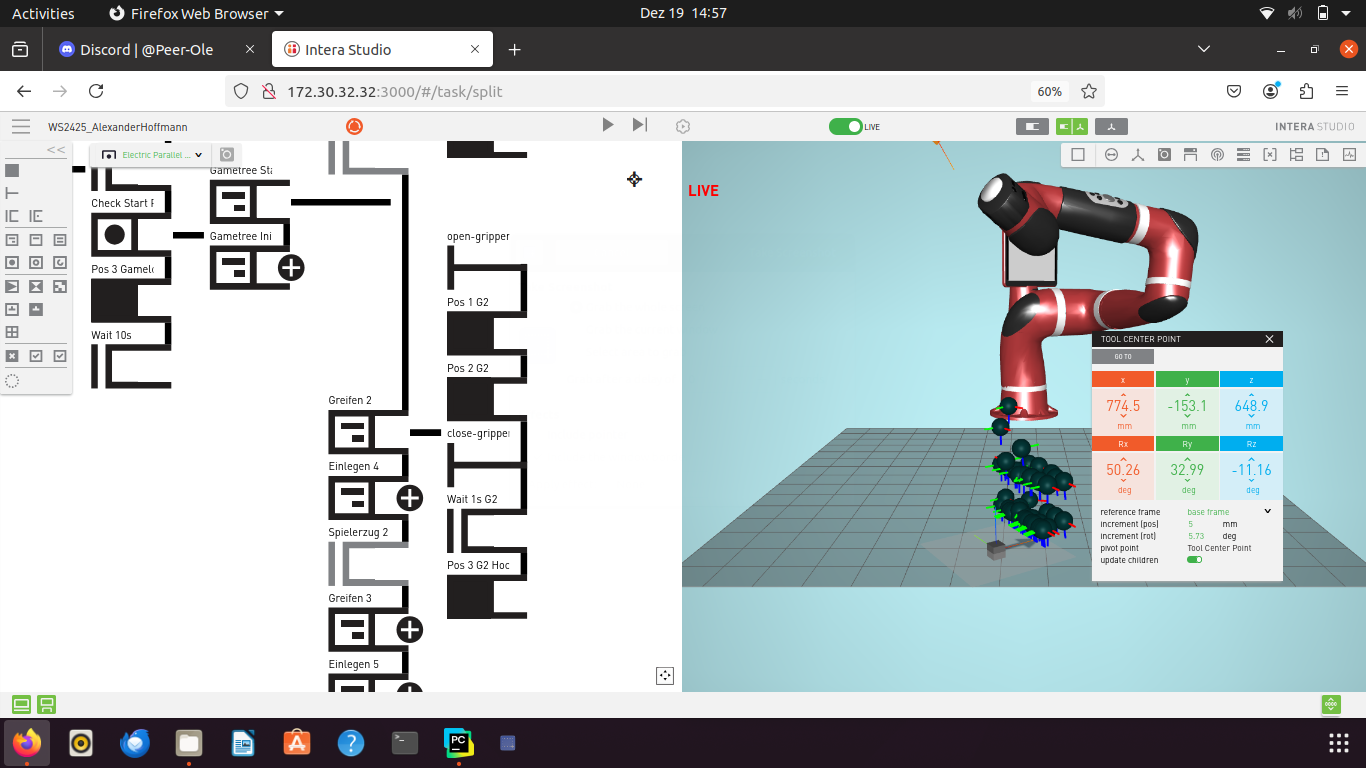 Activities
Firefox Web Browser
Dez 19 14:57
Discord | @Peer-Ole
Intera Studio
172.30.32.32:3000/#/task/split
60%
WS2425_AlexanderHoffmann
LIVE
INTERA STUDIO
<<
Electric Parallel ...
LIVE
Gametree Sta
Check Start F
Gametree Ini
Pos 3 Gamel
Wait 10s
open-gripper
Pos 1 G2
Pos 2 G2
Greifen 2
close-gripper
Einlegen 4
Wait 1s G2
Spielerzug 2
Pos 3 G2 Hoc
Greifen 3
Einlegen 5
TOOL CENTER POINT
GO TO
x y z
774.5 -153.1 648.9
mm mm mm
Rx Ry Rz
50.26 32.99 -11.16
deg deg deg
reference frame base frame
increment (pos) 5 mm
increment (rot) 5.73 deg
pivot point Tool Center Point
update children
PC